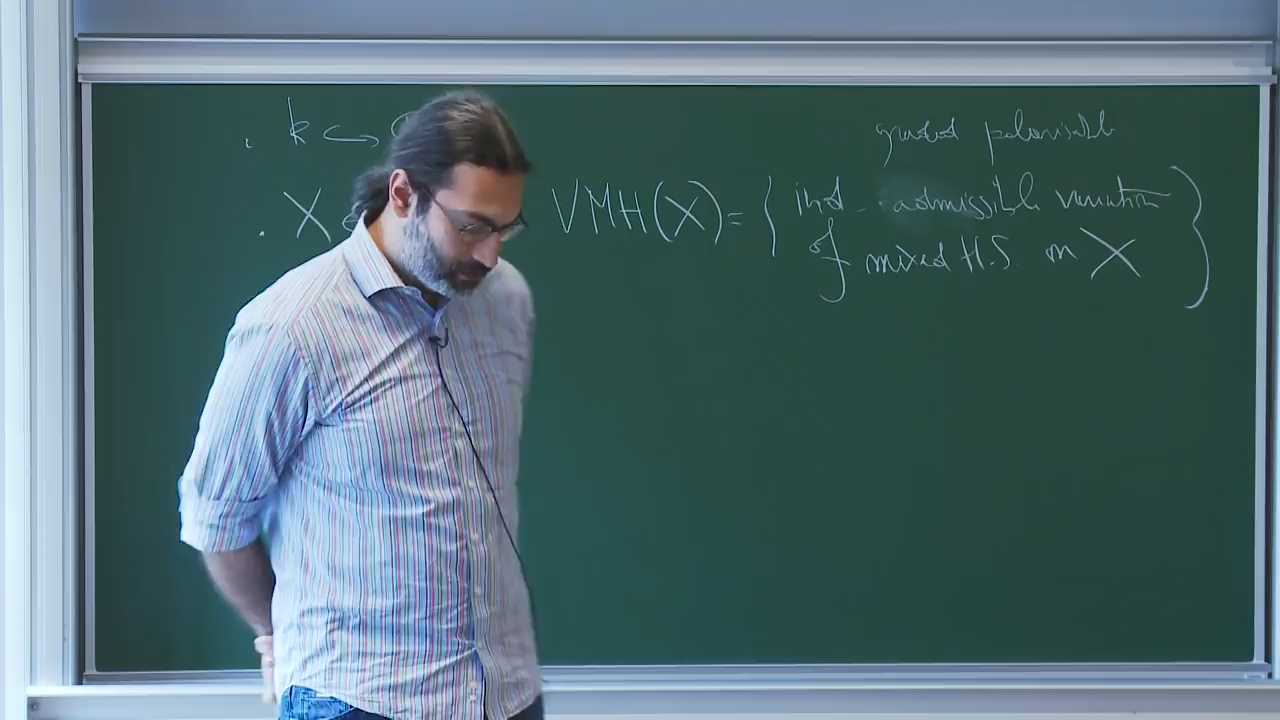 . k ↪
graded polarisable
. X
VMH(X) = { ind- admissible variation
of mixed H.S. on X }